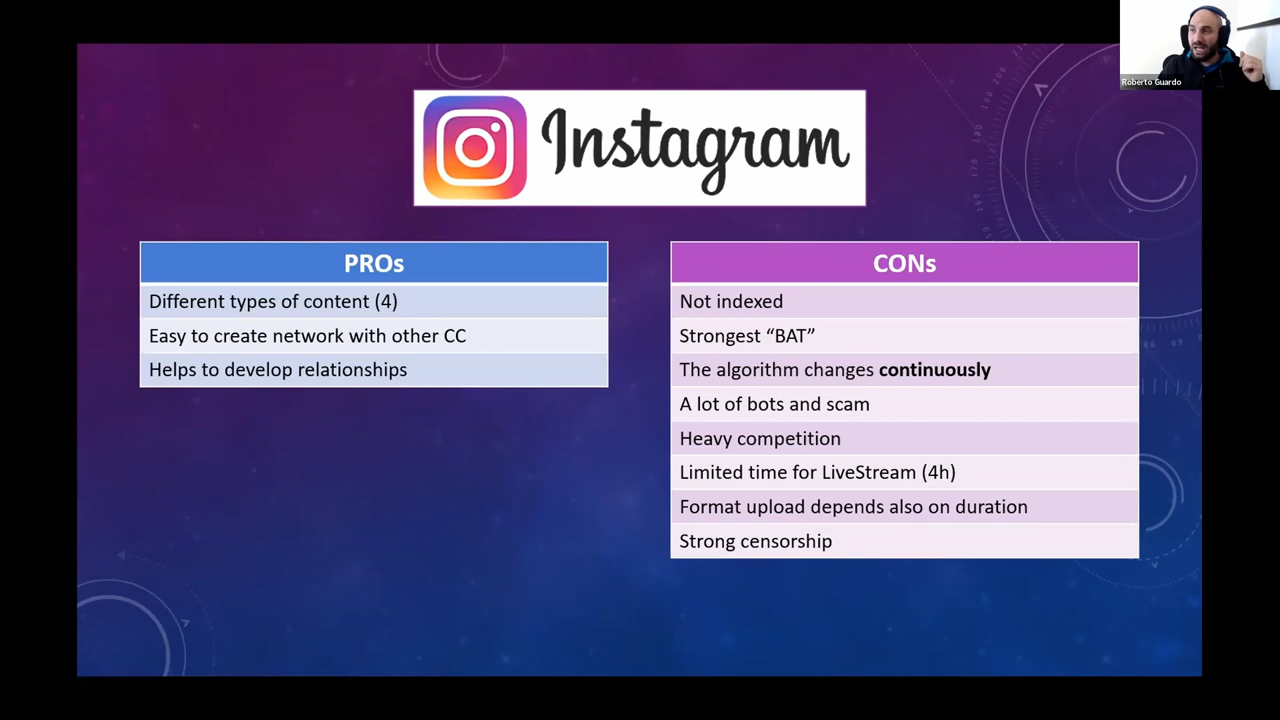 Roberto Guardo
Instagram
PROs
Different types of content (4)
Easy to create network with other CC
Helps to develop relationships
CONs
Not indexed
Strongest “BAT”
The algorithm changes continuously
A lot of bots and scam
Heavy competition
Limited time for LiveStream (4h)
Format upload depends also on duration
Strong censorship